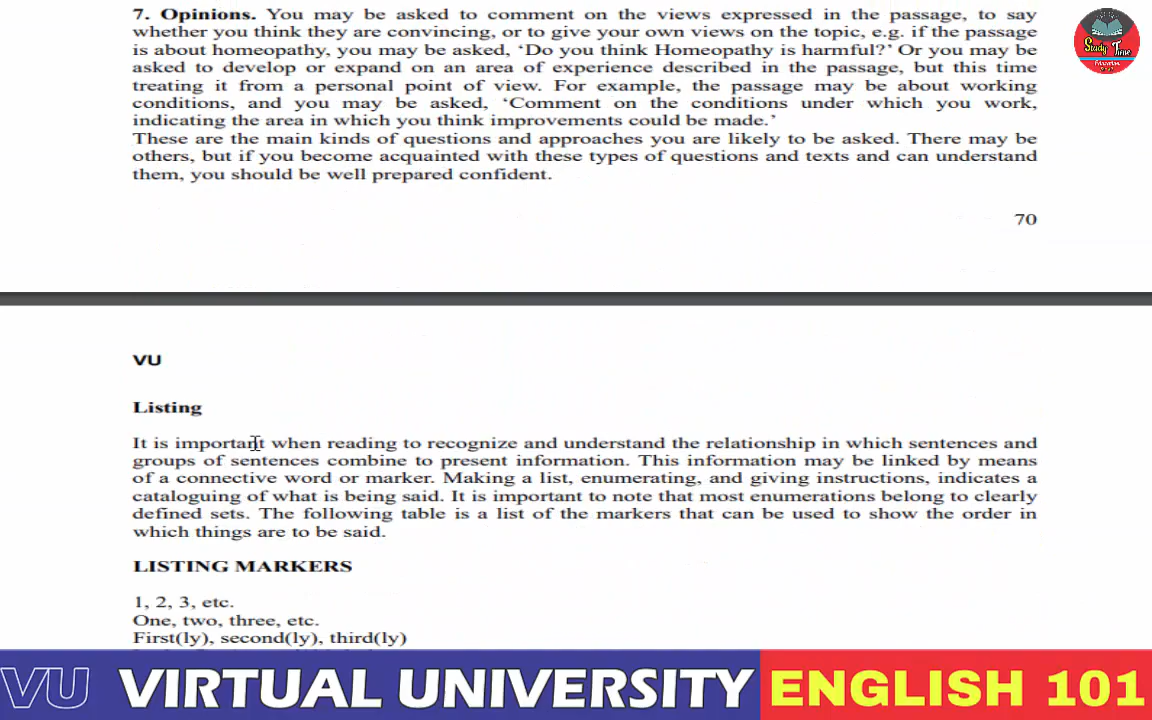 7. Opinions. You may be asked to comment on the views expressed in the passage, to say
whether you think they are convincing, or to give your own views on the topic, e.g. if the passage
is about homeopathy, you may be asked, ‘Do you think Homeopathy is harmful?’ Or you may be
asked to develop or expand on an area of experience described in the passage, but this time
treating it from a personal point of view. For example, the passage may be about working
conditions, and you may be asked, ‘Comment on the conditions under which you work,
indicating the area in which you think improvements could be made.’
These are the main kinds of questions and approaches you are likely to be asked. There may be
others, but if you become acquainted with these types of questions and texts and can understand
them, you should be well prepared confident.
Study Time
70
VU
Listing
It is important when reading to recognize and understand the relationship in which sentences and
groups of sentences combine to present information. This information may be linked by means
of a connective word or marker. Making a list, enumerating, and giving instructions, indicates a
cataloguing of what is being said. It is important to note that most enumerations belong to clearly
defined sets. The following table is a list of the markers that can be used to show the order in
which things are to be said.
LISTING MARKERS
1, 2, 3, etc.
One, two, three, etc.
First(ly), second(ly), third(ly)
VU VIRTUAL UNIVERSITY ENGLISH 101